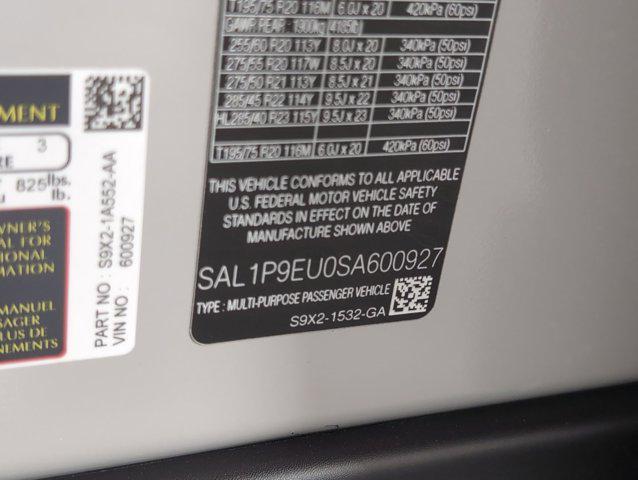 T195/75 R20 116M 6.0J x 20 420kPa (60psi)
GAWR REAR : 1900kg (4185lb)
255/60 R20 113Y 8.0J x 20 340kPa (50psi)
275/55 R20 117W 8.5J x 20 340kPa (50psi)
275/50 R21 113Y 8.5J x 21 340kPa (50psi)
285/45 R22 114Y 9.5J x 22 340kPa (50psi)
HL285/40 R23 115Y 9.5J x 23 340kPa (50psi)
T195/75 R20 116M 6.0J x 20 420kPa (60psi)
THIS VEHICLE CONFORMS TO ALL APPLICABLE
U.S. FEDERAL MOTOR VEHICLE SAFETY
STANDARDS IN EFFECT ON THE DATE OF
MANUFACTURE SHOWN ABOVE
SAL1P9EU0SA600927
TYPE : MULTI-PURPOSE PASSENGER VEHICLE
S9X2-1532-GA
3
825lbs.
lb.
PART NO : S9X2-1A552-AA
VIN NO : 600927
MANUEL